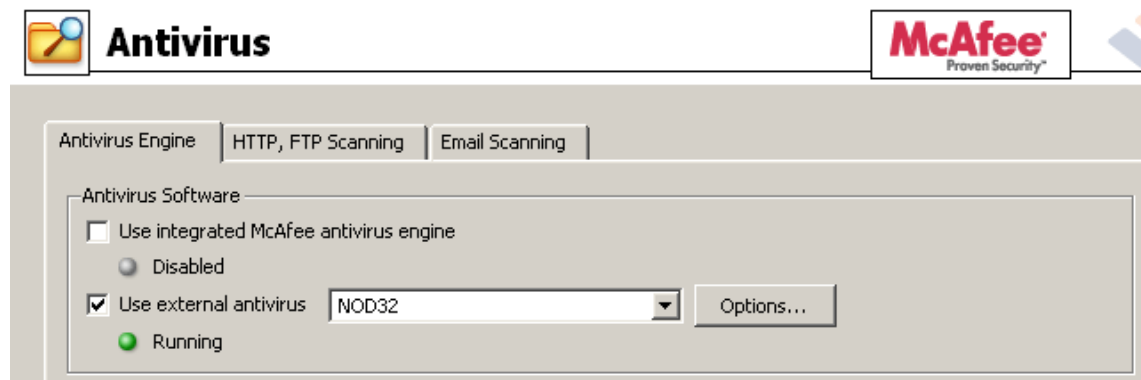 Antivirus
McAfee®
Proven Security™
Antivirus Engine
HTTP, FTP Scanning
Email Scanning
Antivirus Software
Use integrated McAfee antivirus engine
Disabled
Use external antivirus
NOD32
Options...
Running